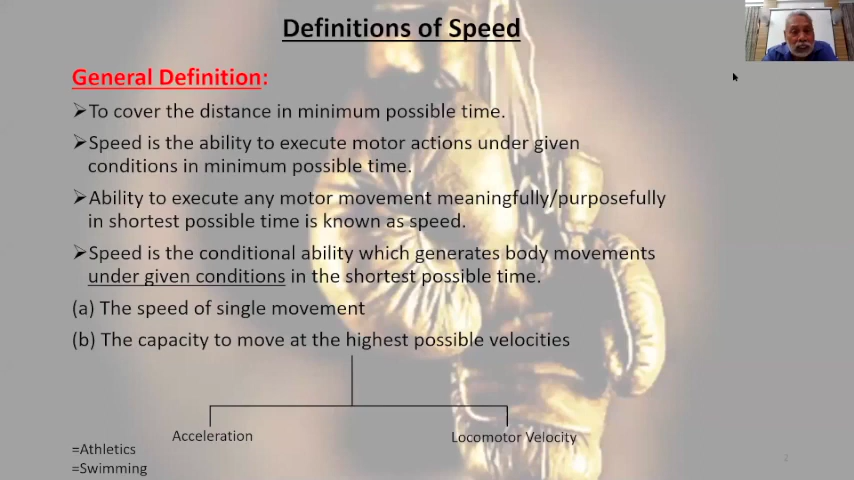 Definitions of Speed
General Definition:
➢To cover the distance in minimum possible time.
➢Speed is the ability to execute motor actions under given
conditions in minimum possible time.
➢Ability to execute any motor movement meaningfully/purposefully
in shortest possible time is known as speed.
➢Speed is the conditional ability which generates body movements
under given conditions in the shortest possible time.
(a) The speed of single movement
(b) The capacity to move at the highest possible velocities
Acceleration
Locomotor Velocity
=Athletics
=Swimming
2